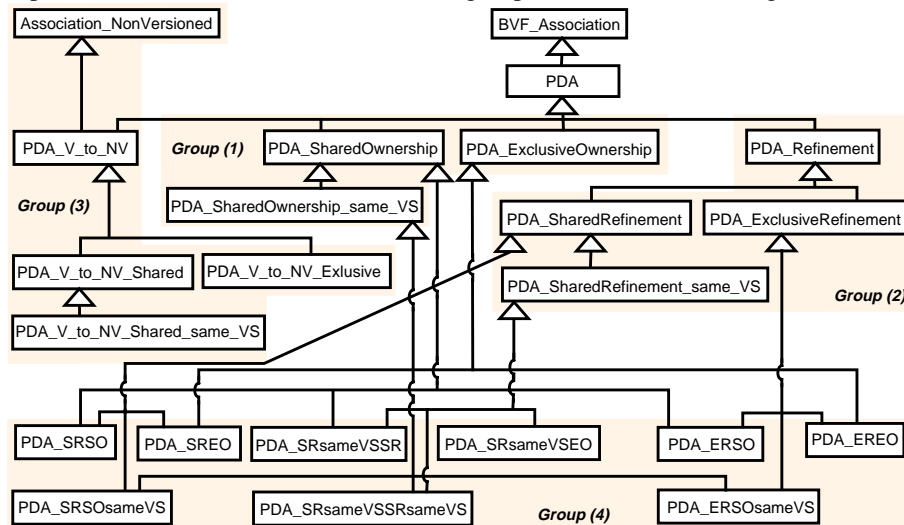 Association_NonVersioned
BVF_Association
PDA
PDA_V_to_NV
Group (1)
PDA_SharedOwnership
PDA_ExclusiveOwnership
PDA_Refinement
Group (3)
PDA_SharedOwnership_same_VS
PDA_SharedRefinement
PDA_ExclusiveRefinement
PDA_V_to_NV_Shared
PDA_V_to_NV_Exlusive
PDA_SharedRefinement_same_VS
Group (2)
PDA_V_to_NV_Shared_same_VS
PDA_SRSO
PDA_SREO
PDA_SRsameVSSR
PDA_SRsameVSEO
PDA_ERSO
PDA_EREO
PDA_SRSOsameVS
PDA_SRsameVSSRsameVS
PDA_ERSOsameVS
Group (4)